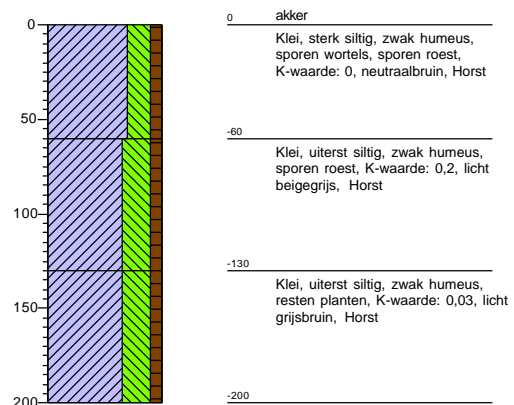 0
50
100
150
200
0 akker
Klei, sterk siltig, zwak humeus,
sporen wortels, sporen roest,
K-waarde: 0, neutraalbruin, Horst
-60
Klei, uiterst siltig, zwak humeus,
sporen roest, K-waarde: 0,2, licht
beigegrijs, Horst
-130
Klei, uiterst siltig, zwak humeus,
resten planten, K-waarde: 0,03, licht
grijsbruin, Horst
-200